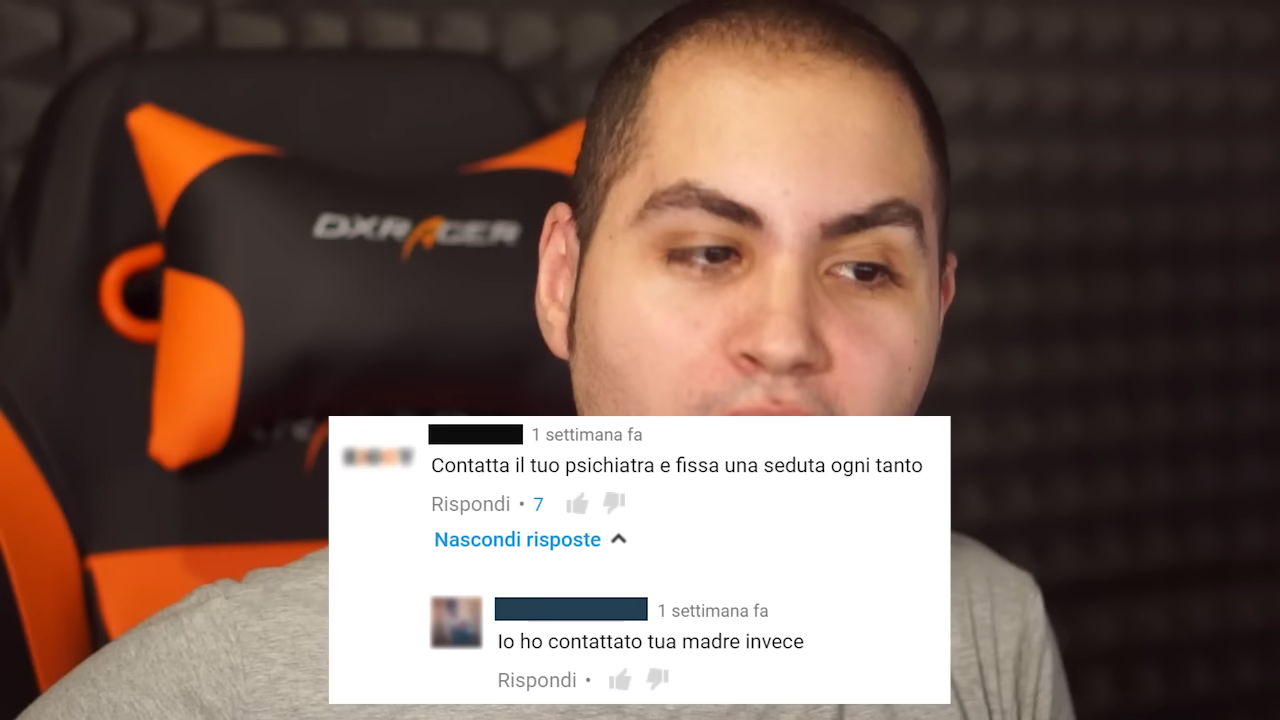 DXRACER
1 settimana fa
Contatta il tuo psichiatra e fissa una seduta ogni tanto
Rispondi • 7
Nascondi risposte
1 settimana fa
Io ho contattato tua madre invece
Rispondi •